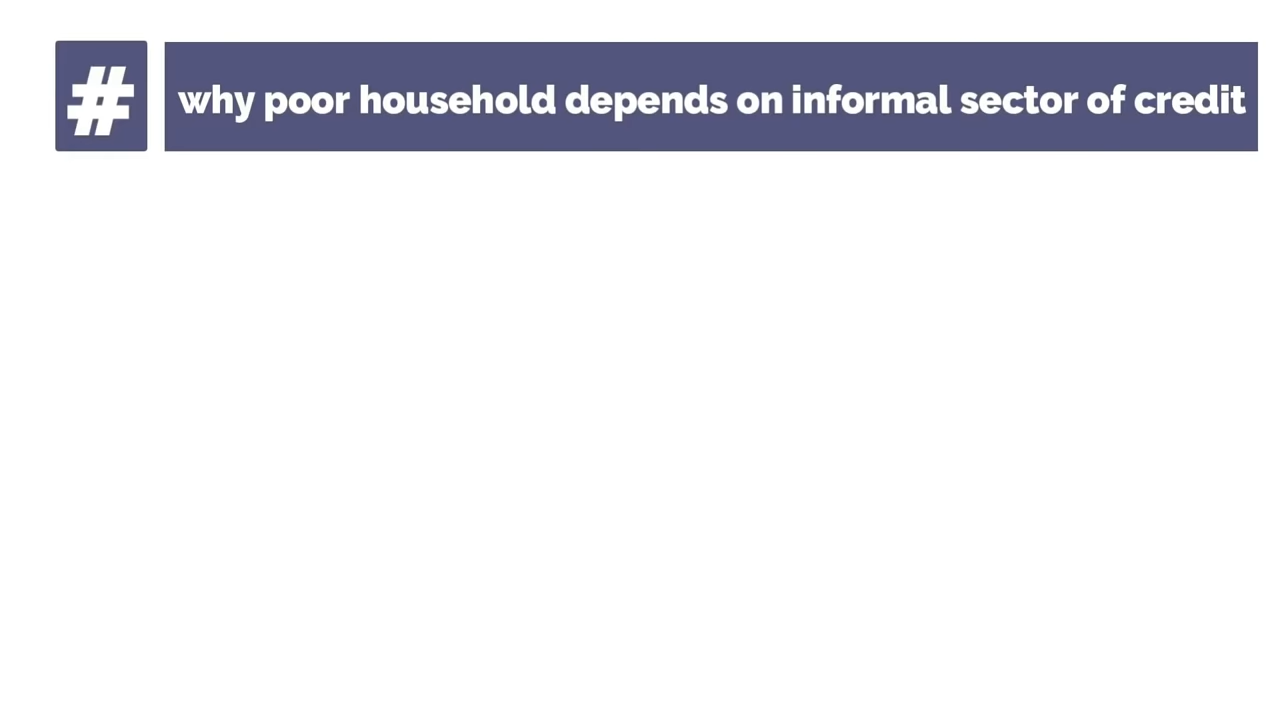 # why poor household depends on informal sector of credit